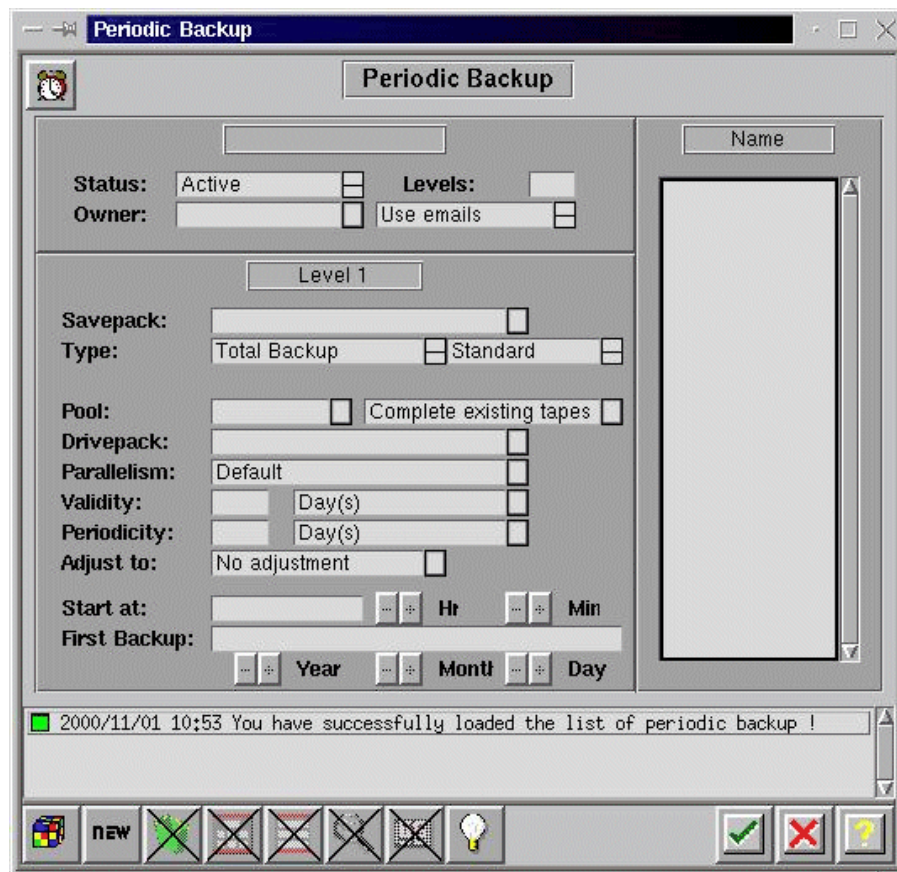 Periodic Backup
Periodic Backup
Name
Status: Active Levels:
Owner: Use emails
Level 1
Savepack:
Type: Total Backup Standard
Pool: Complete existing tapes
Drivepack:
Parallelism: Default
Validity: Day(s)
Periodicity: Day(s)
Adjust to: No adjustment
Start at: - + Hr - + Min
First Backup:
- + Year - + Month - + Day
2000/11/01 10:53 You have successfully loaded the list of periodic backup !
new
?